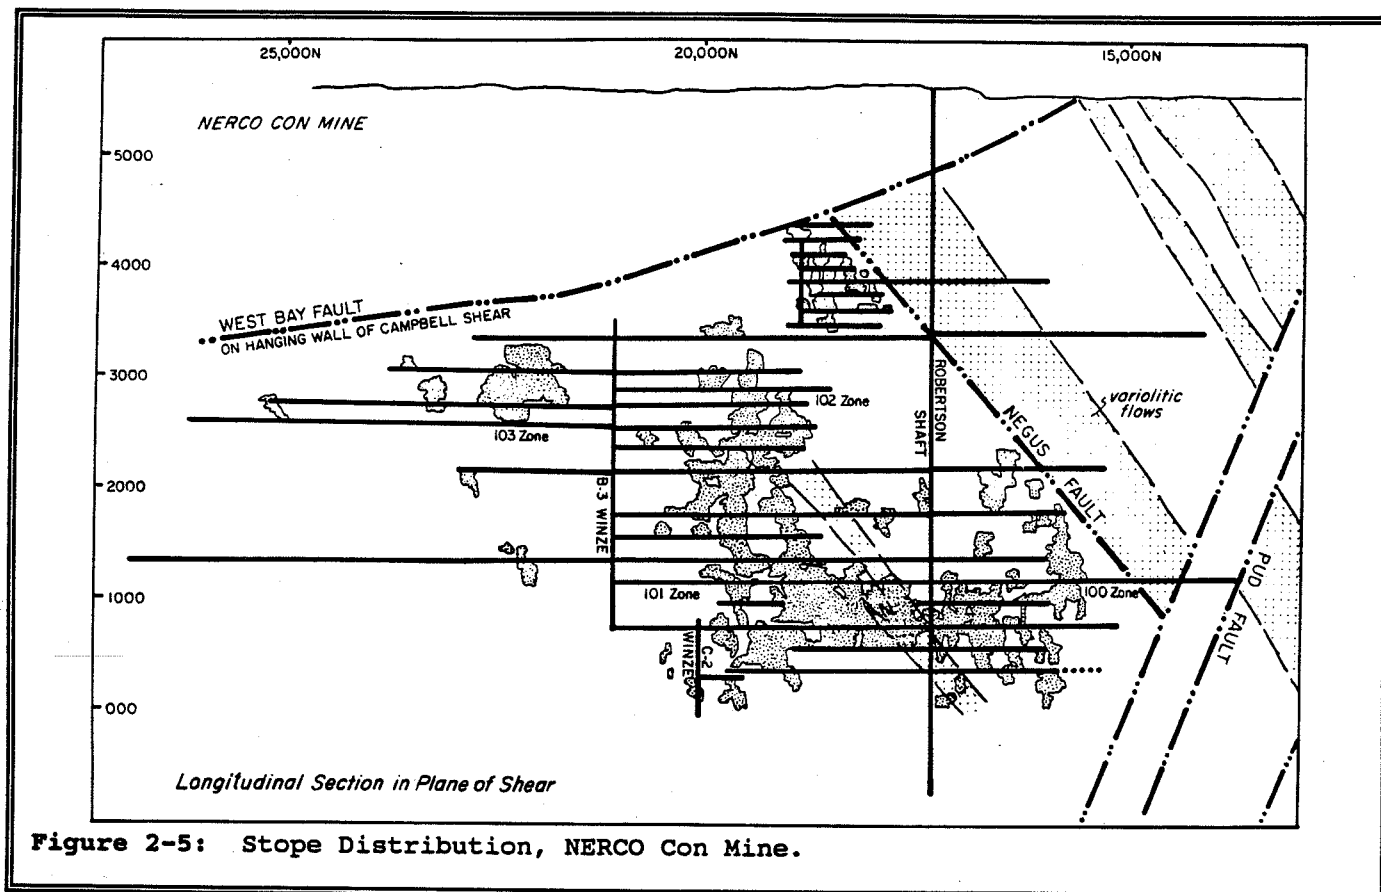 25,000N
20,000N
15,000N
NERCO CON MINE
5000
4000
3000
2000
1000
000
WEST BAY FAULT
ON HANGING WALL OF CAMPBELL SHEAR
103 Zone
102 Zone
101 Zone
100 Zone
B-3 WINZE
C-2
WINZE
ROBERTSON
SHAFT
NEGUS
FAULT
variolitic
flows
PUD
FAULT
Longitudinal Section in Plane of Shear
Figure 2-5: Stope Distribution, NERCO Con Mine.